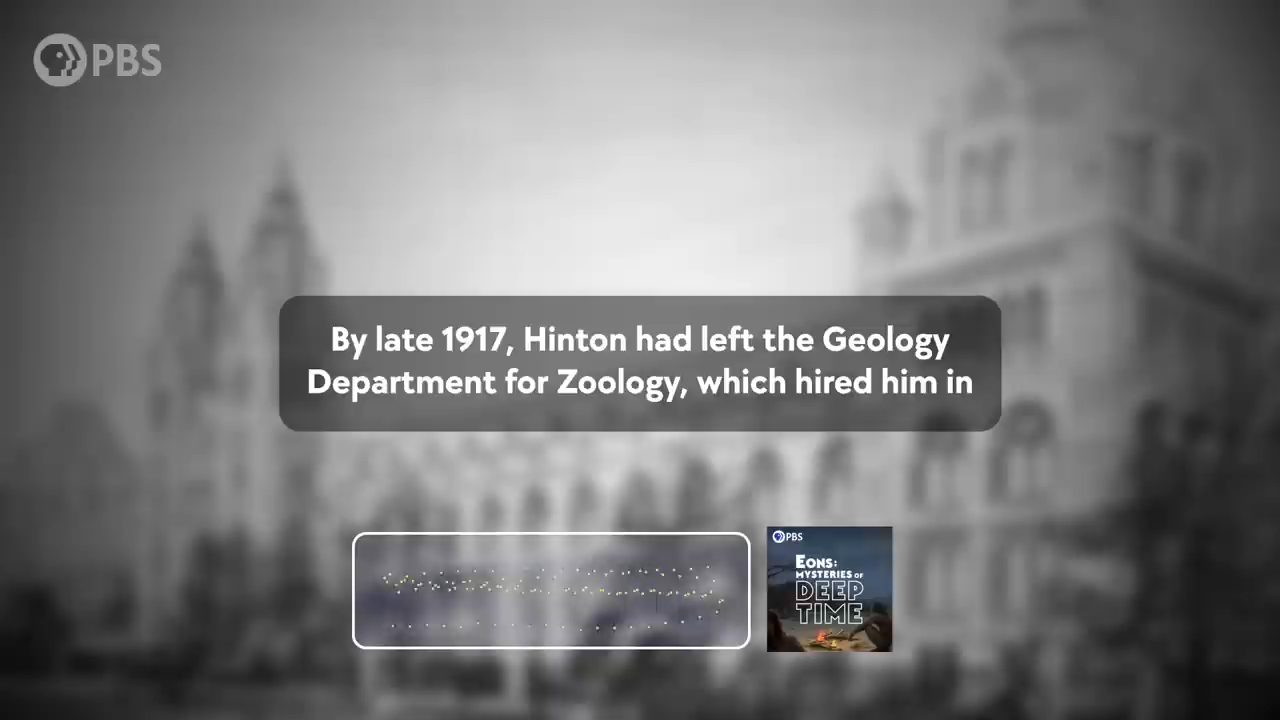 PBS
By late 1917, Hinton had left the Geology
Department for Zoology, which hired him in
PBS
EONS:
MYSTERIES OF
DEEP
TIME